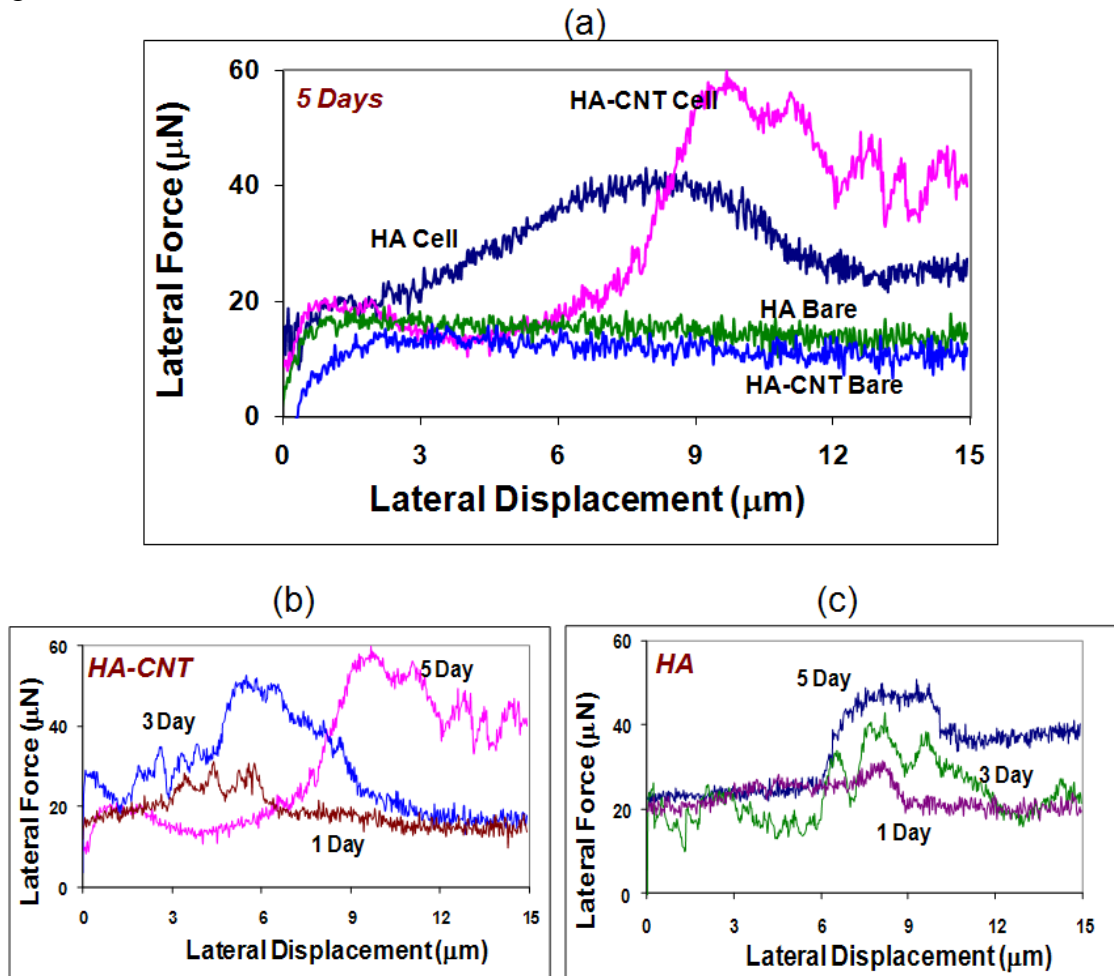 (a)
5 Days
HA-CNT Cell
HA Cell
HA Bare
HA-CNT Bare
Lateral Force (µN)
60
40
20
0
0 3 6 9 12 15
Lateral Displacement (µm)
(b)
HA-CNT
5 Day
3 Day
1 Day
Lateral Force (µN)
60
40
20
0
0 3 6 9 12 15
Lateral Displacement (µm)
(c)
HA
5 Day
3 Day
1 Day
Lateral Force (µN)
60
40
20
0
0 3 6 9 12 15
Lateral Displacement (µm)